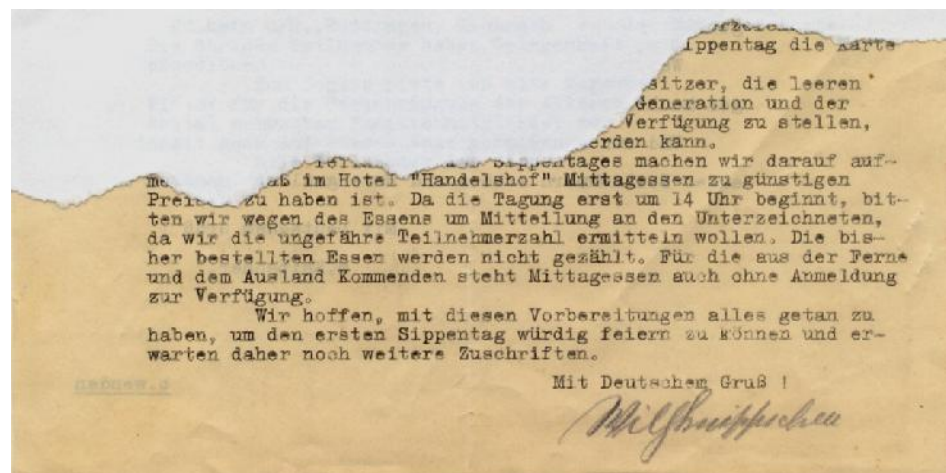 ippentag die Karte
sitzer, die leeren
Generation und der
Verfügung zu stellen,
erden kann.
Sippentages machen wir darauf auf-
im Hotel "Handelshof" Mittagessen zu günstigen
zu haben ist. Da die Tagung erst um 14 Uhr beginnt, bit-
ten wir wegen des Essens um Mitteilung an den Unterzeichneten,
da wir die ungefähre Teilnehmerzahl ermitteln wollen. Die bis-
her bestellten Essen werden nicht gezählt. Für die aus der Ferne
und dem Ausland Kommenden steht Mittagessen auch ohne Anmeldung
zur Verfügung.
Wir hoffen, mit diesen Vorbereitungen alles getan zu
haben, um den ersten Sippentag würdig feiern zu können und er-
warten daher noch weitere Zuschriften.
Mit Deutschem Gruß !